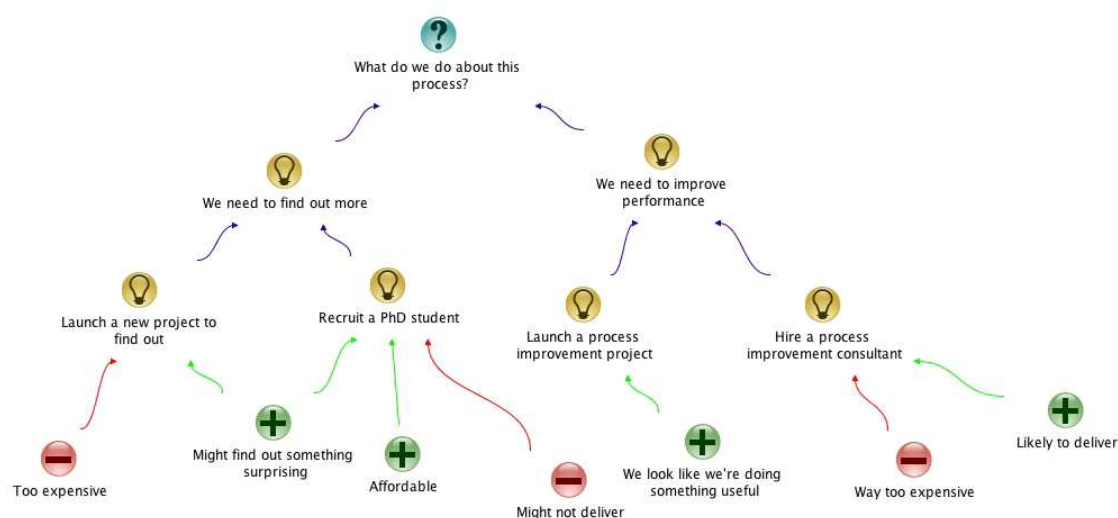 ?
What do we do about this
process?
We need to find out more
We need to improve
performance
Launch a new project to
find out
Recruit a PhD student
Launch a process
improvement project
Hire a process
improvement consultant
Too expensive
Might find out something
surprising
Affordable
Might not deliver
We look like we're doing
something useful
Way too expensive
Likely to deliver